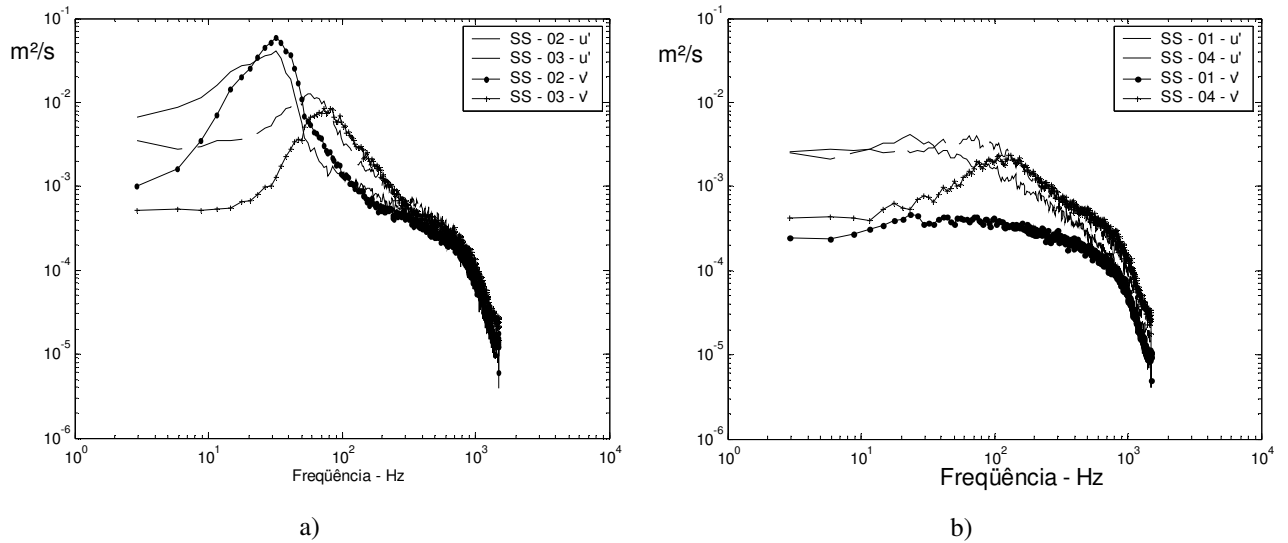 10⁻¹
10⁻²
10⁻³
10⁻⁴
10⁻⁵
10⁻⁶
m²/s
SS - 02 - u'
SS - 03 - u'
SS - 02 - v'
SS - 03 - v'
10⁰
10¹
10²
10³
10⁴
Freqüência - Hz
a)
10⁻¹
10⁻²
10⁻³
10⁻⁴
10⁻⁵
10⁻⁶
m²/s
SS - 01 - u'
SS - 04 - u'
SS - 01 - v'
SS - 04 - v'
10⁰
10¹
10²
10³
10⁴
Freqüência - Hz
b)